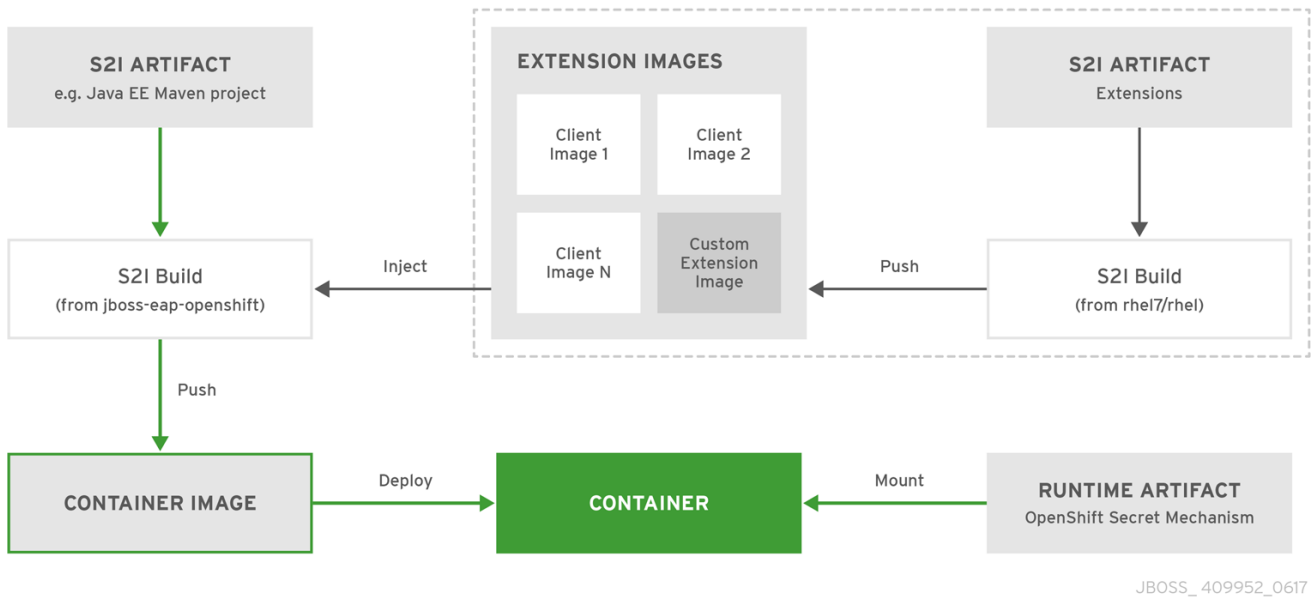 S2I ARTIFACT
e.g. Java EE Maven project
EXTENSION IMAGES
Client
Image 1
Client
Image 2
Client
Image N
Custom
Extension
Image
S2I ARTIFACT
Extensions
S2I Build
(from jboss-eap-openshift)
Inject
Push
S2I Build
(from rhel7/rhel)
Push
CONTAINER IMAGE
Deploy
CONTAINER
Mount
RUNTIME ARTIFACT
OpenShift Secret Mechanism
JBOSS_ 409952_0617